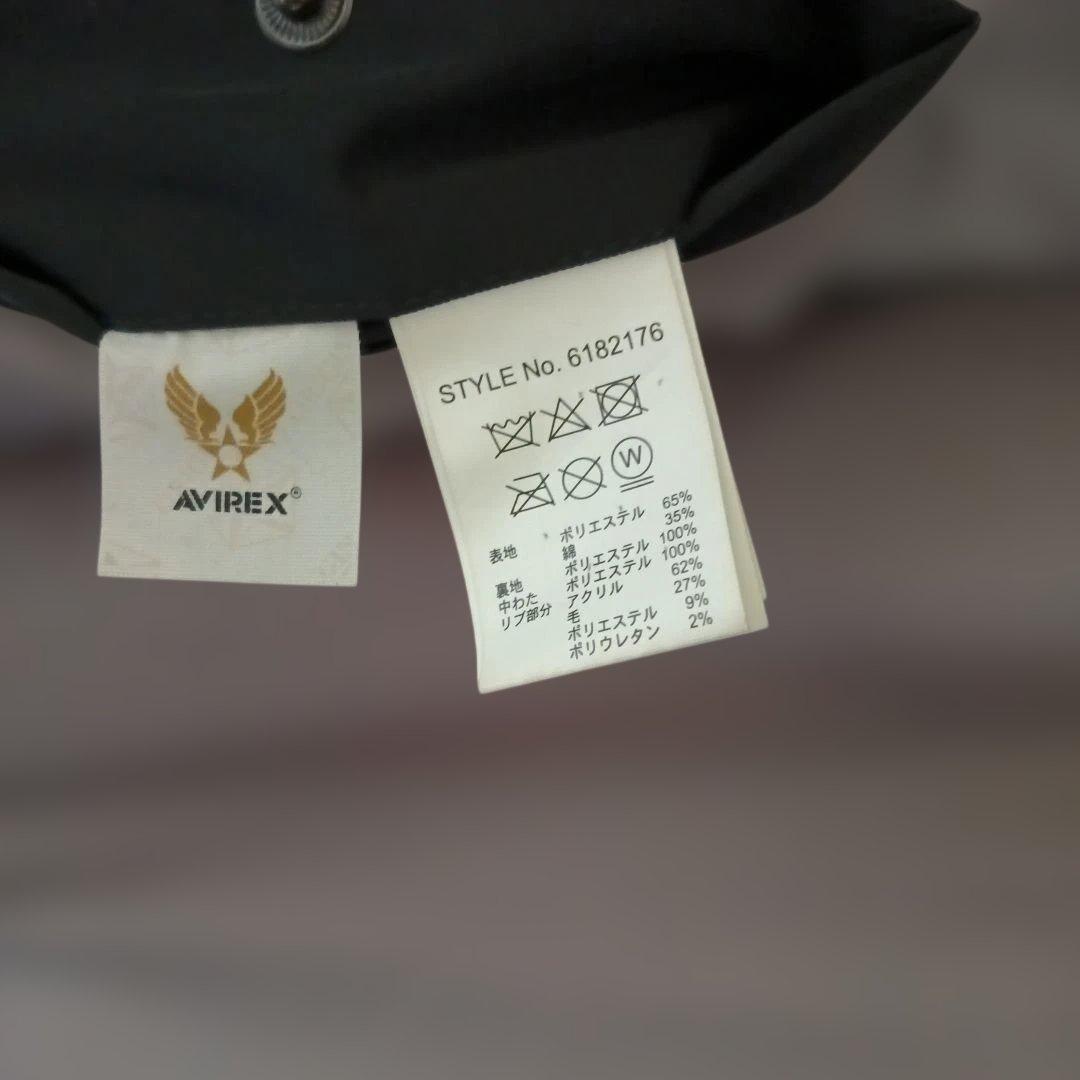 AVIREX®
STYLE No. 6182176
W
表地 ポリエステル 65%
綿 35%
裏地 ポリエステル 100%
中わた ポリエステル 100%
リブ部分 アクリル 62%
毛 27%
ポリエステル 9%
ポリウレタン 2%